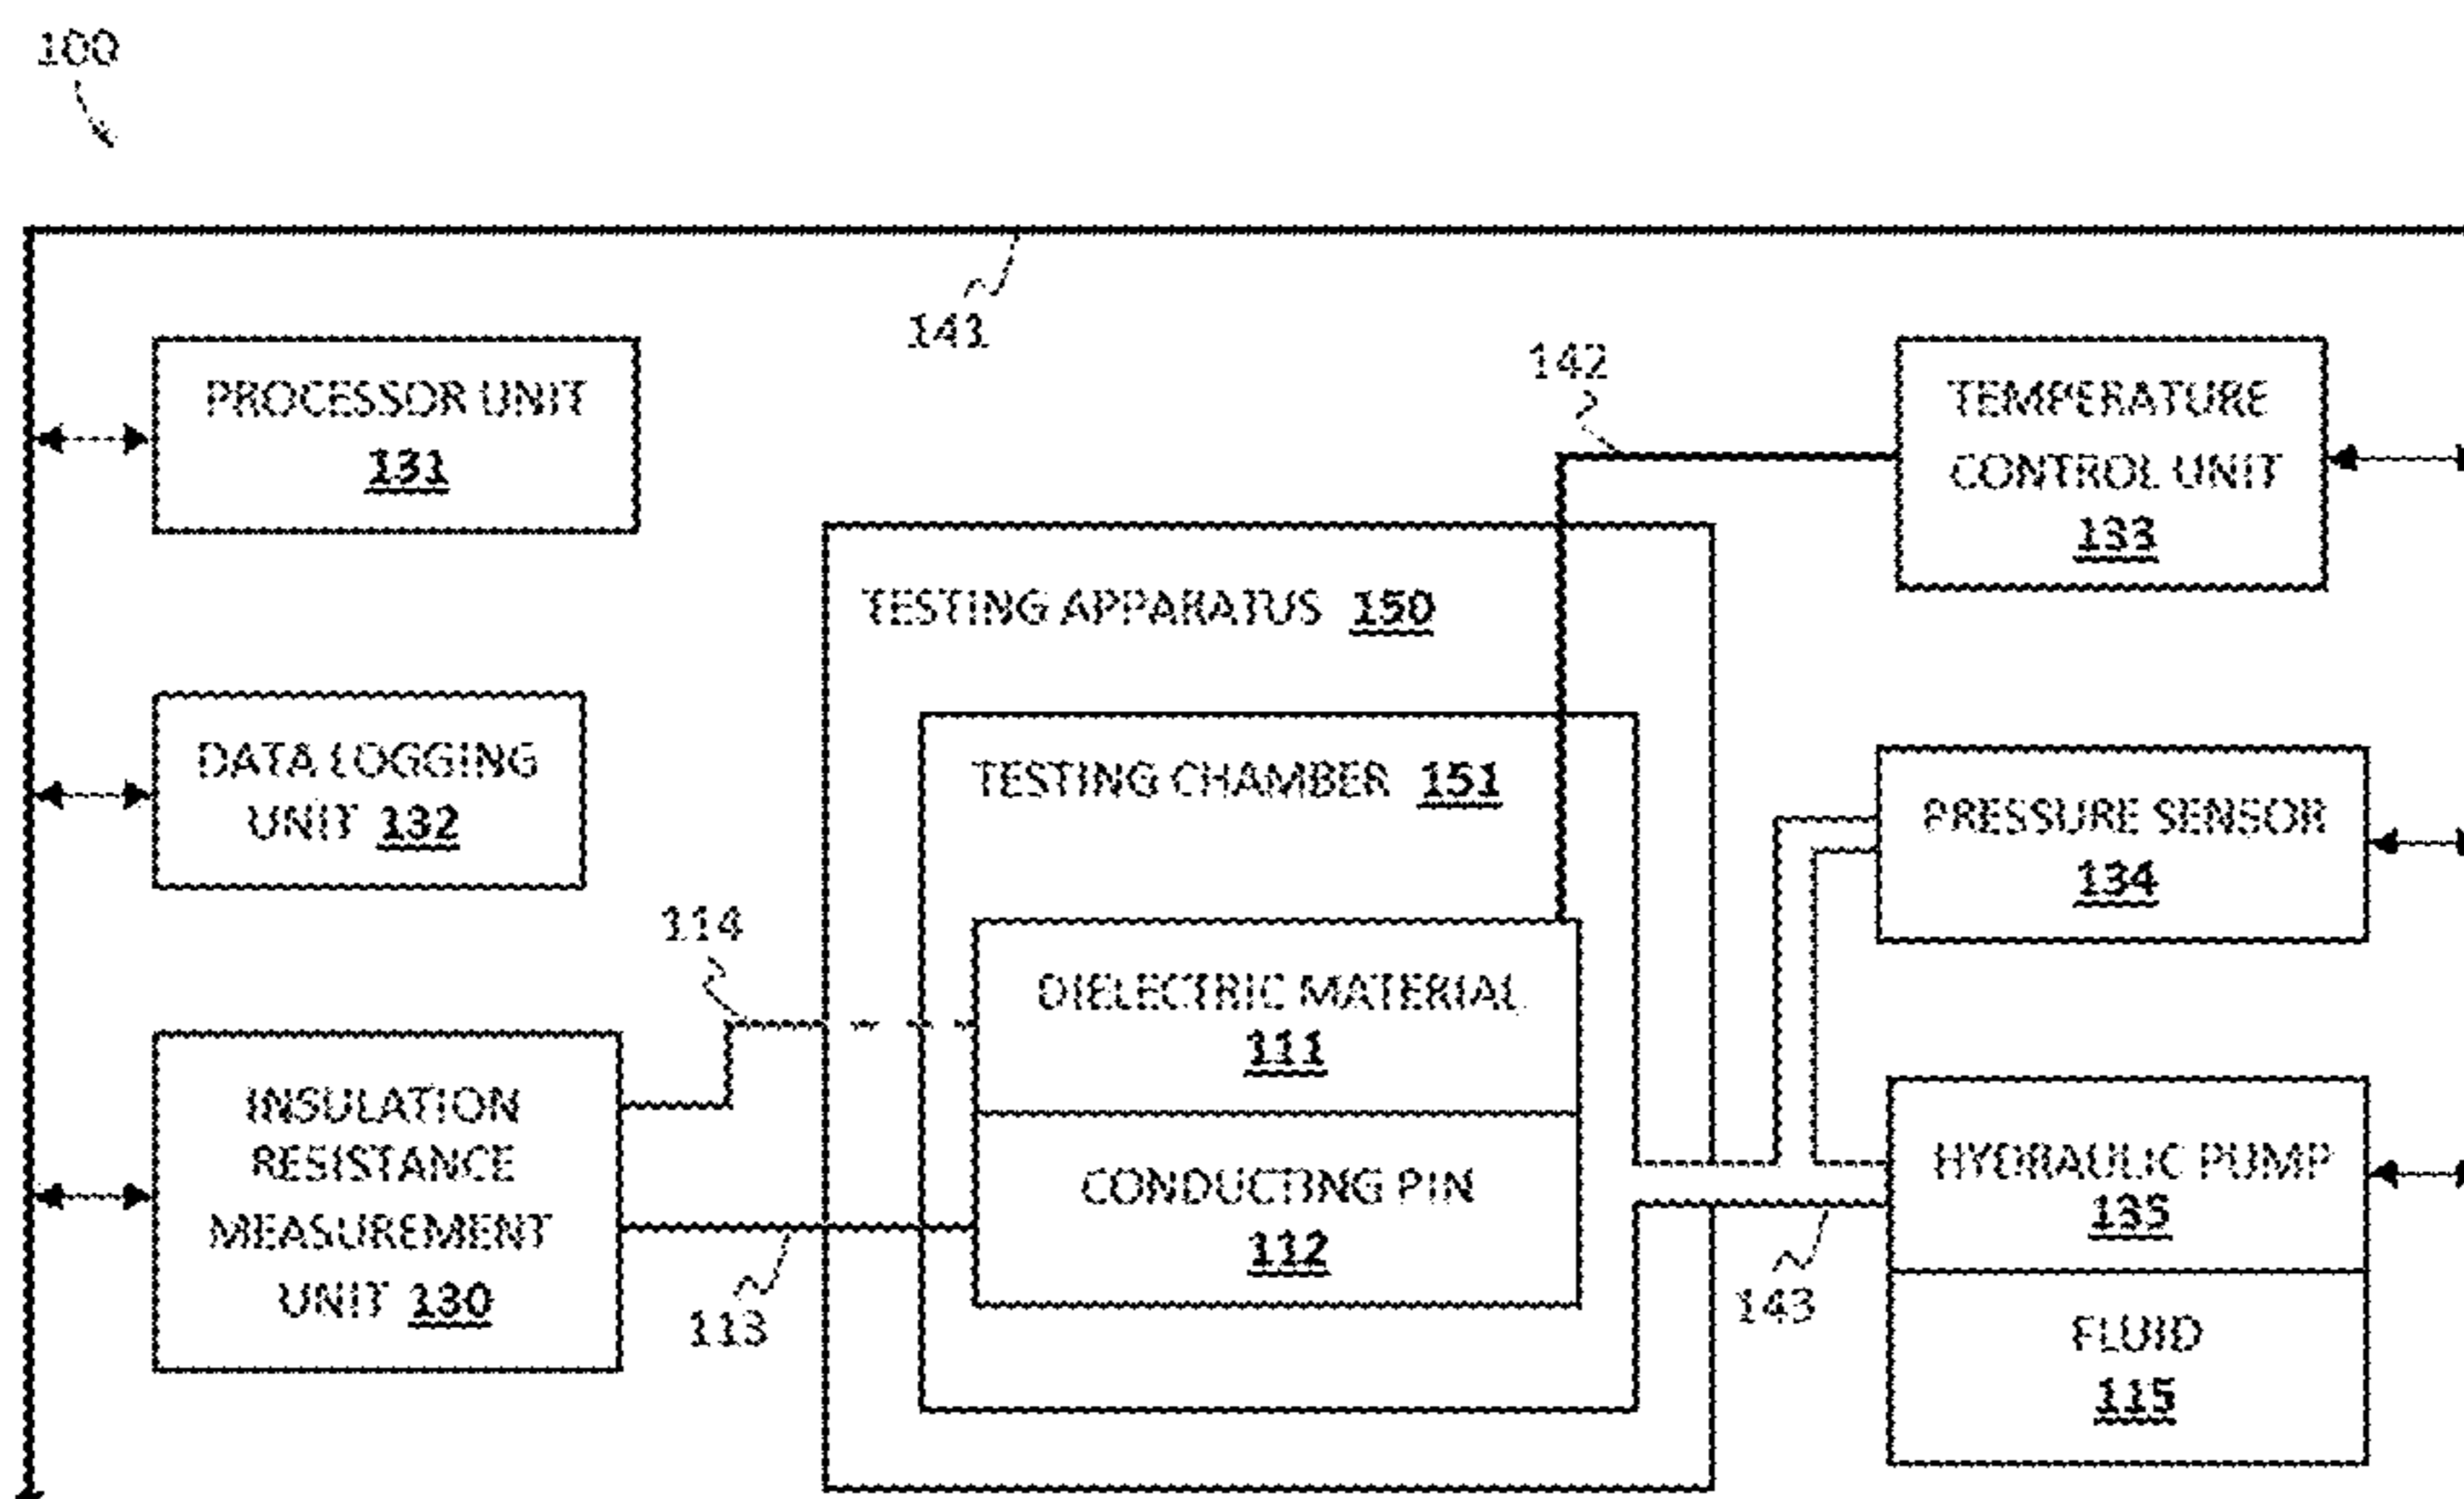 100
141
142
PROCESSOR UNIT
131
TEMPERATURE
CONTROL UNIT
133
TESTING APPARATUS 150
DATA LOGGING
UNIT 132
TESTING CHAMBER 151
PRESSURE SENSOR
134
114
DIELECTRIC MATERIAL
111
INSULATION
RESISTANCE
MEASUREMENT
UNIT 130
CONDUCTING PIN
112
HYDRAULIC PUMP
135
113
143
FLUID
115